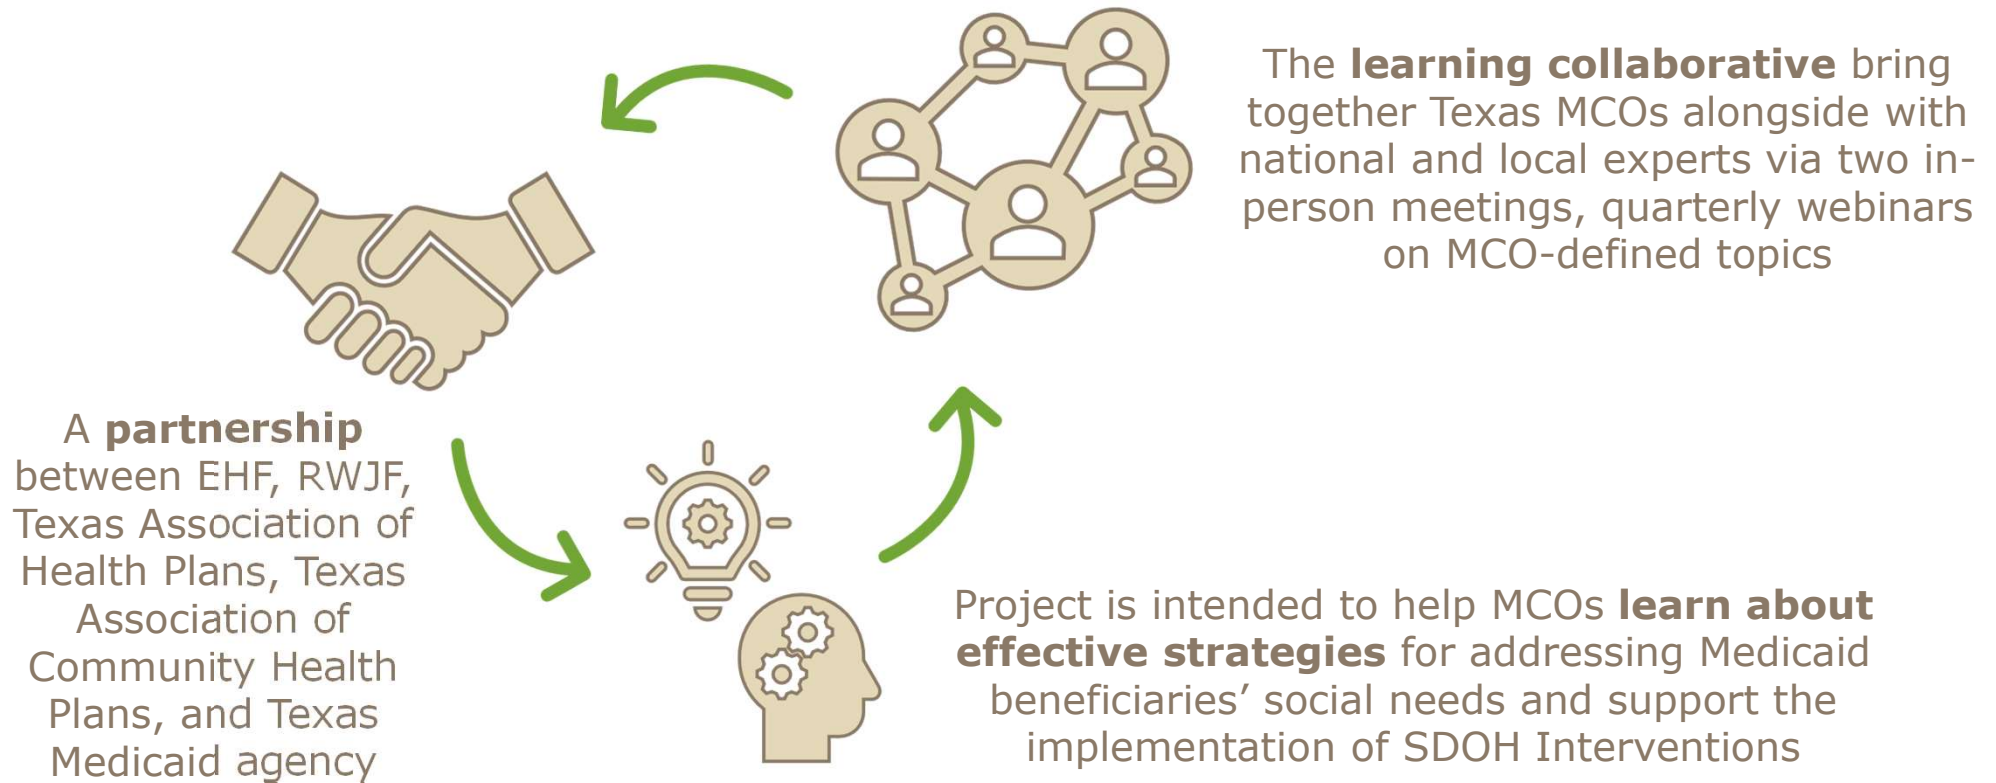 The learning collaborative bring
together Texas MCOs alongside with
national and local experts via two in-
person meetings, quarterly webinars
on MCO-defined topics
A partnership
between EHF, RWJF,
Texas Association of
Health Plans, Texas
Association of
Community Health
Plans, and Texas
Medicaid agency
Project is intended to help MCOs learn about
effective strategies for addressing Medicaid
beneficiaries’ social needs and support the
implementation of SDOH Interventions